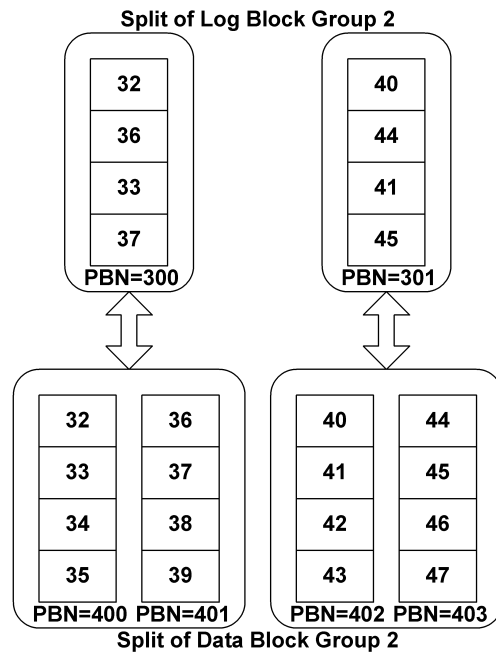 Split of Log Block Group 2
32 40
36 44
33 41
37 45
PBN=300 PBN=301
32 36 40 44
33 37 41 45
34 38 42 46
35 39 43 47
PBN=400 PBN=401 PBN=402 PBN=403
Split of Data Block Group 2